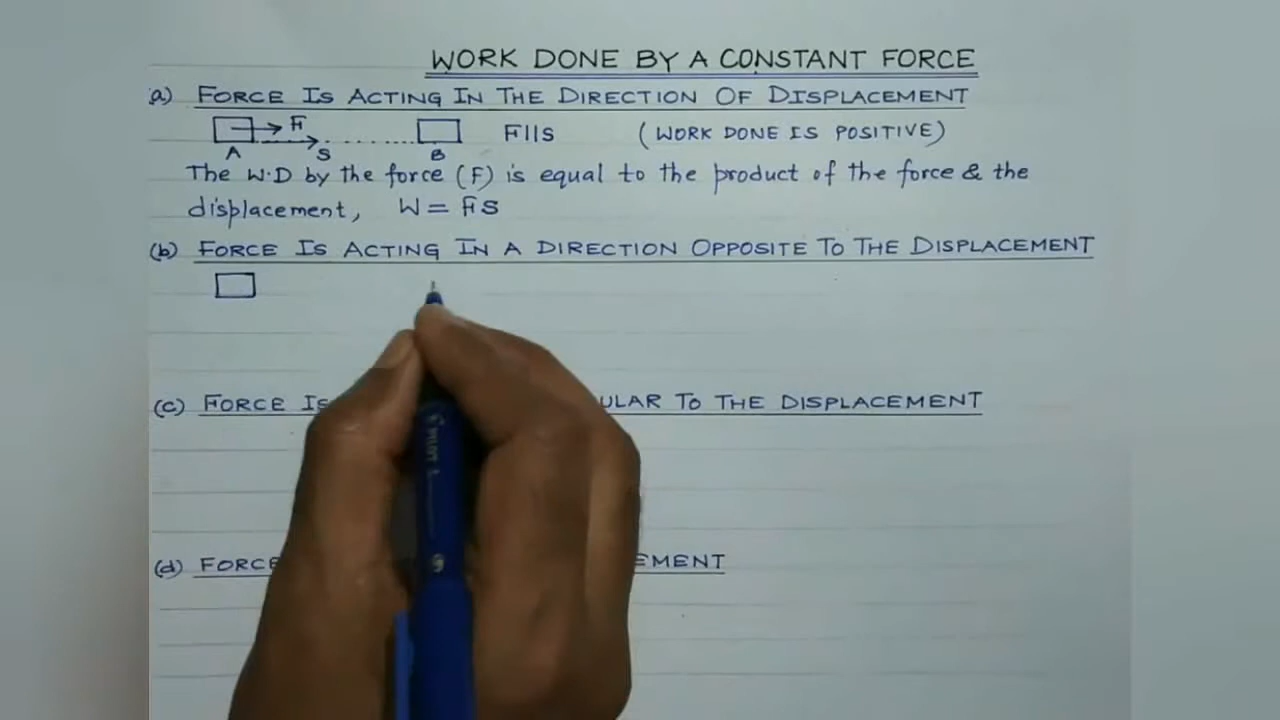 WORK DONE BY A CONSTANT FORCE
(a) FORCE IS ACTING IN THE DIRECTION OF DISPLACEMENT
F
A S B F||S (WORK DONE IS POSITIVE)
The W.D by the force (F) is equal to the product of the force & the
displacement, W = FS
(b) FORCE IS ACTING IN A DIRECTION OPPOSITE TO THE DISPLACEMENT
(c) FORCE IS TO THE DISPLACEMENT
(d) FORCE